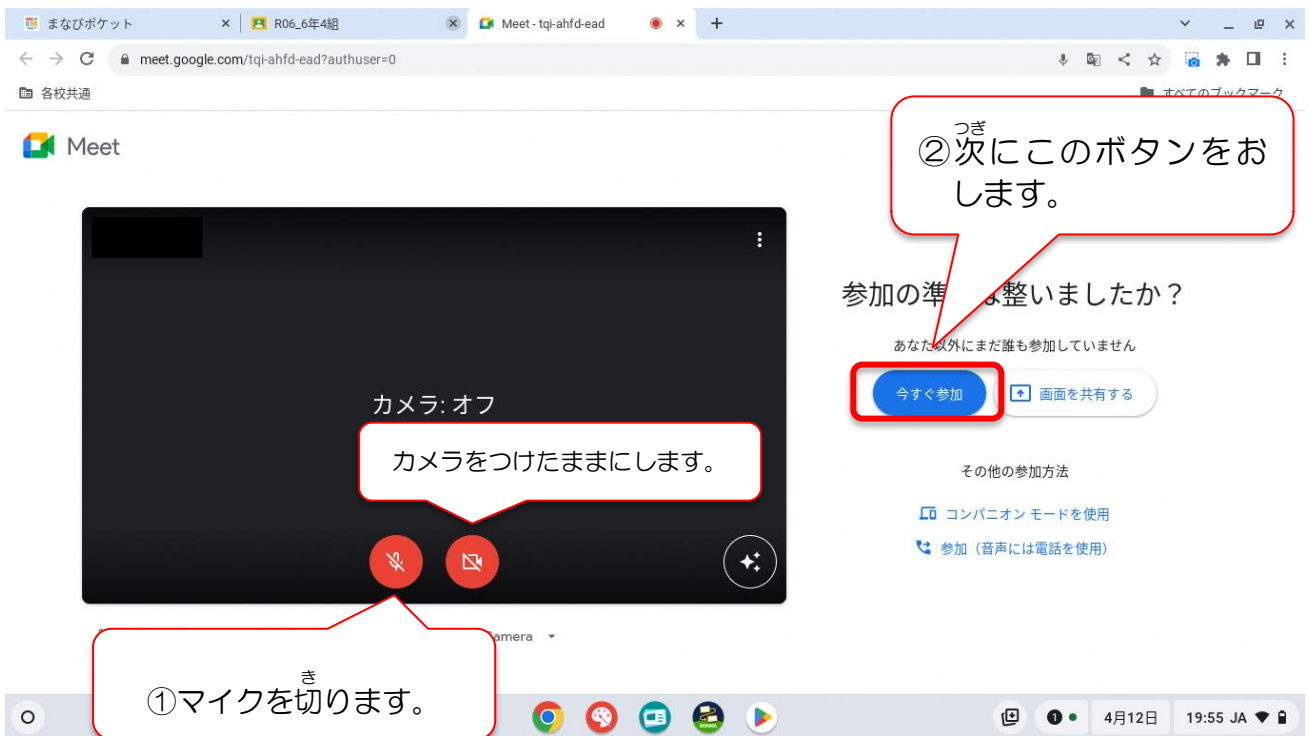 まなびポケット
R06_6年4組
Meet - tqi-ahfd-ead
meet.google.com/tqi-ahfd-ead?authuser=0
各校共通
すべてのブックマーク
Meet
つぎ
②次にこのボタンをお
します。
参加の準
は整いましたか？
あなた以外にまだ誰も参加していません
今すぐ参加
画面を共有する
カメラ: オフ
カメラをつけたままにします。
その他の参加方法
コンパニオン モードを使用
参加（音声には電話を使用）
amera
き
①マイクを切ります。
4月12日
19:55 JA